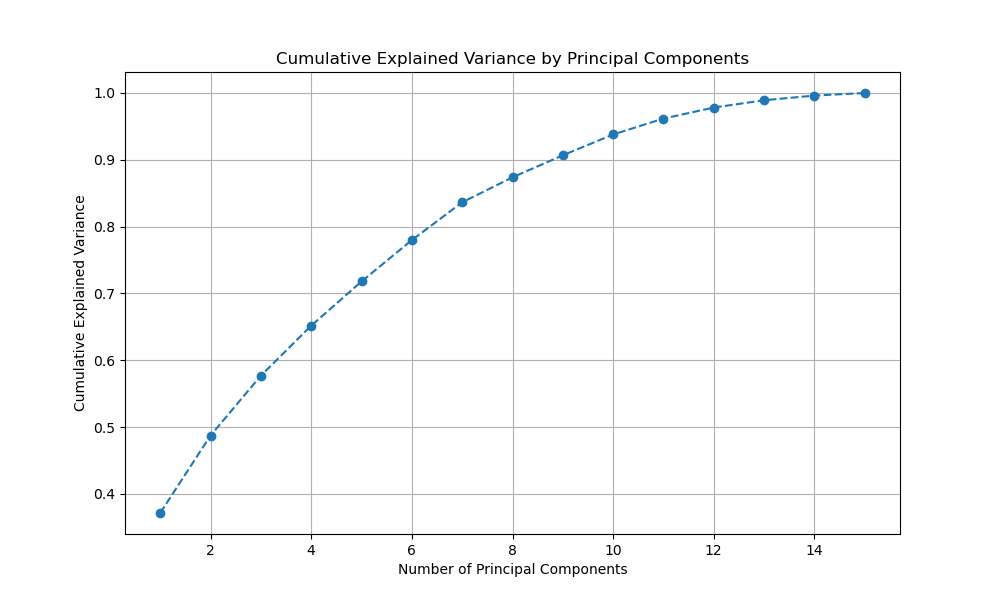 Cumulative Explained Variance by Principal Components
Cumulative Explained Variance
1.0
0.9
0.8
0.7
0.6
0.5
0.4
2 4 6 8 10 12 14
Number of Principal Components